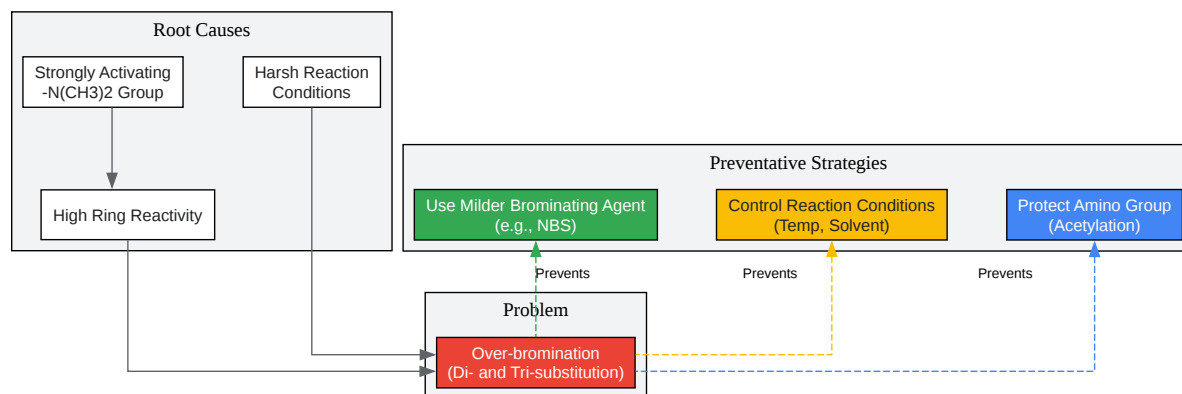 Root Causes
Strongly Activating
-N(CH3)2 Group
Harsh Reaction
Conditions
High Ring Reactivity
Preventative Strategies
Use Milder Brominating Agent
(e.g., NBS)
Control Reaction Conditions
(Temp, Solvent)
Protect Amino Group
(Acetylation)
Prevents
Prevents
Prevents
Problem
Over-bromination
(Di- and Tri-substitution)